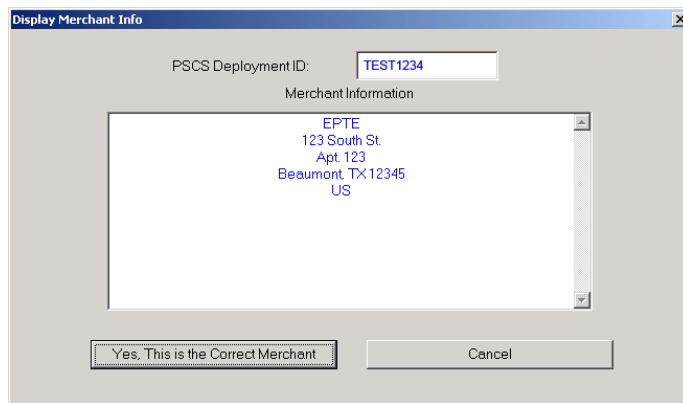 Display Merchant Info
PSCS Deployment ID: TEST1234
Merchant Information
EPTE
123 South St.
Apt. 123
Beaumont, TX 12345
US
Yes, This is the Correct Merchant Cancel